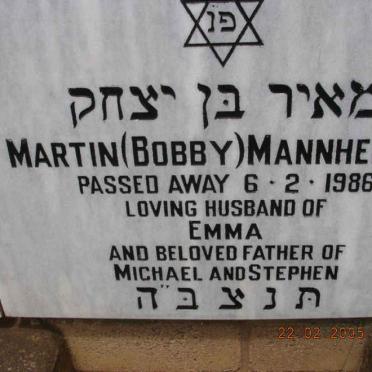 פנ
מאיר בן יצחק
MARTIN (BOBBY) MANNHE
PASSED AWAY 6 · 2 · 1986
LOVING HUSBAND OF
EMMA
AND BELOVED FATHER OF
MICHAEL AND STEPHEN
ת נ צ ב ״ ה
22 02 2005